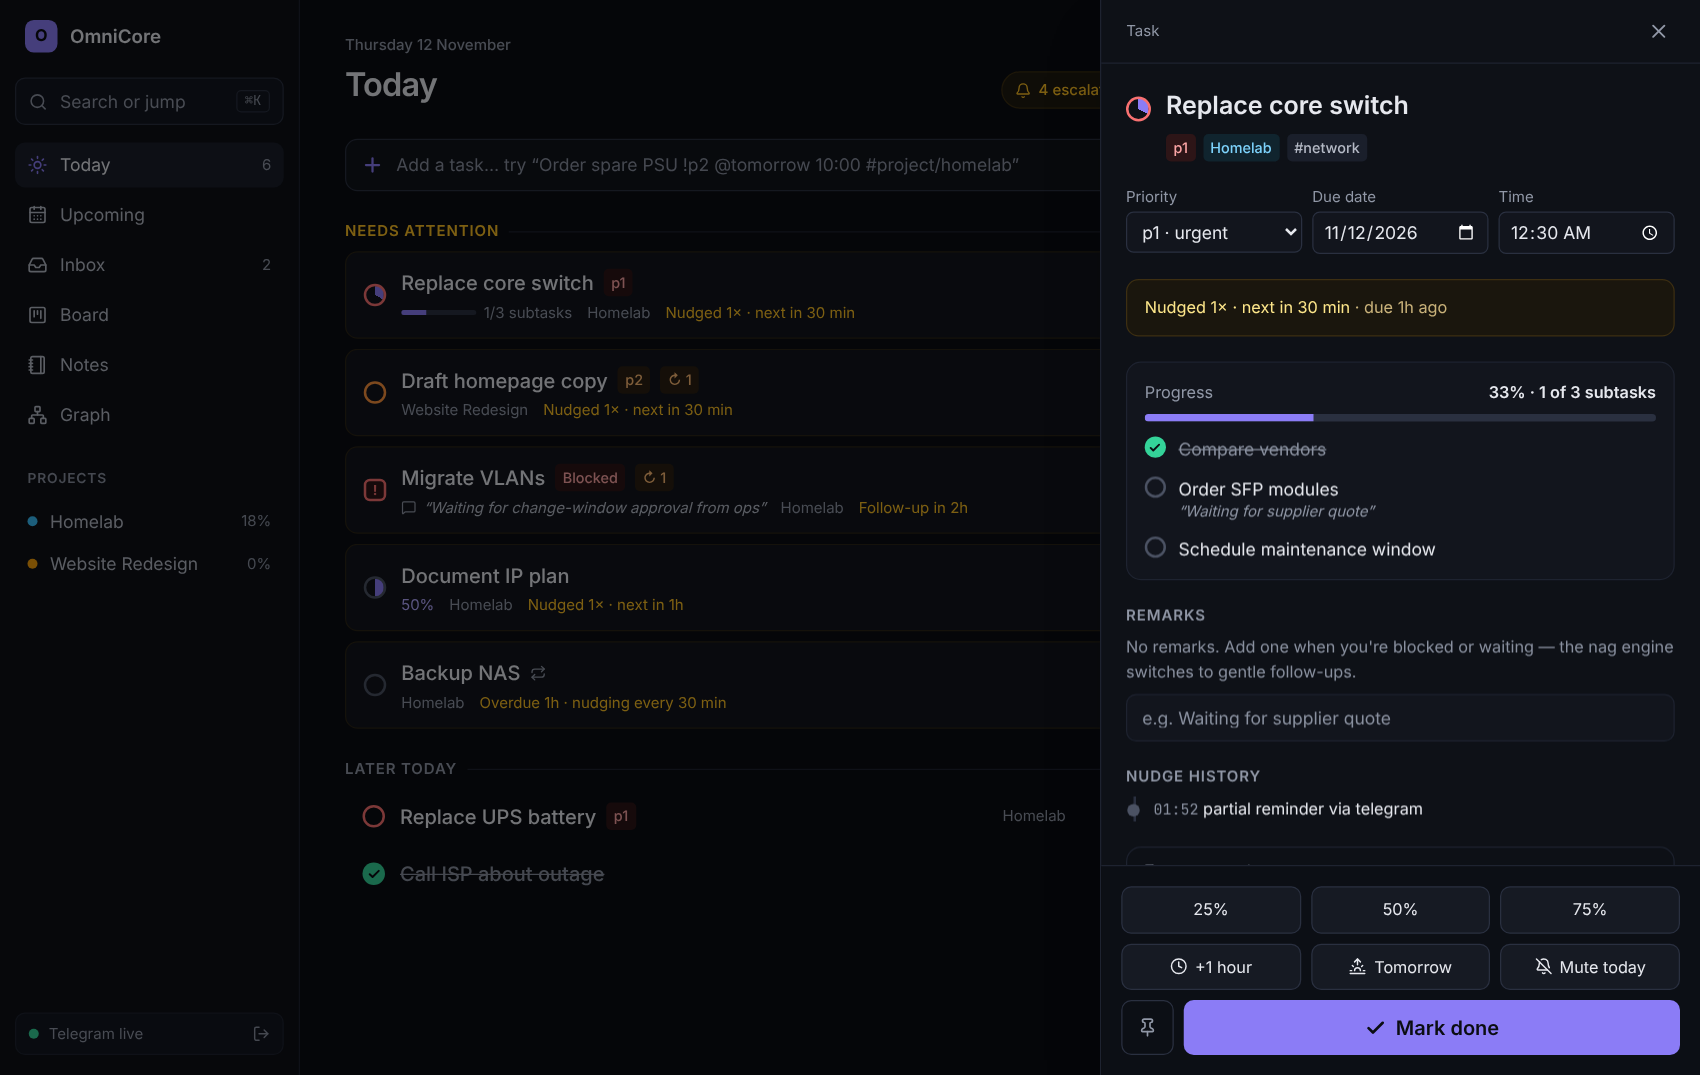 O OmniCore
Search or jump ⌘K
Today 6
Upcoming
Inbox 2
Board
Notes
Graph
PROJECTS
Homelab 18%
Website Redesign 0%
Telegram live
Thursday 12 November
Today
4 escala
Add a task... try “Order spare PSU !p2 @tomorrow 10:00 #project/homelab”
NEEDS ATTENTION
Replace core switch p1
1/3 subtasks Homelab Nudged 1× · next in 30 min
Draft homepage copy p2 1
Website Redesign Nudged 1× · next in 30 min
Migrate VLANs Blocked 1
“Waiting for change-window approval from ops” Homelab Follow-up in 2h
Document IP plan
50% Homelab Nudged 1× · next in 1h
Backup NAS
Homelab Overdue 1h · nudging every 30 min
LATER TODAY
Replace UPS battery p1 Homelab
Call ISP about outage
Task
Replace core switch
p1 Homelab #network
Priority Due date Time
p1 · urgent 11/12/2026 12:30 AM
Nudged 1× · next in 30 min · due 1h ago
Progress 33% · 1 of 3 subtasks
Compare vendors
Order SFP modules
“Waiting for supplier quote”
Schedule maintenance window
REMARKS
No remarks. Add one when you're blocked or waiting — the nag engine
switches to gentle follow-ups.
e.g. Waiting for supplier quote
NUDGE HISTORY
01:52 partial reminder via telegram
25% 50% 75%
+1 hour Tomorrow Mute today
Mark done